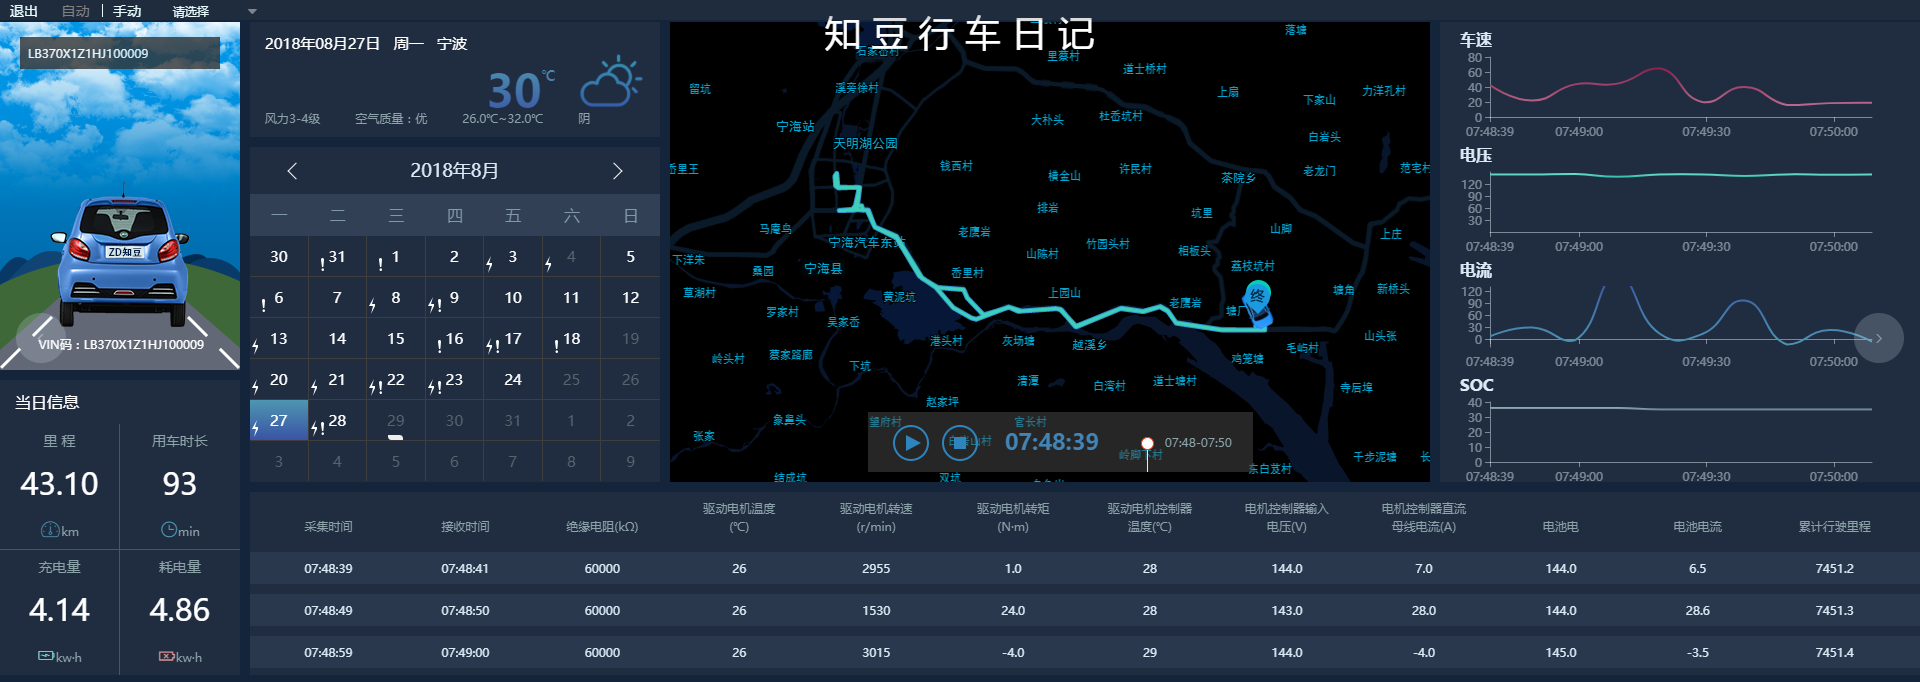 退出 自动 手动 请选择
知豆行车日记
LB370X1Z1HJ100009
ZD知豆
VIN码：LB370X1Z1HJ100009
当日信息
里 程 用车时长
43.10 93
km min
充电量 耗电量
4.14 4.86
kw·h kw·h
2018年08月27日 周一 宁波
30℃
风力3-4级 空气质量：优 26.0℃~32.0℃ 阴
2018年8月
一 二 三 四 五 六 日
30 31 1 2 3 4 5
6 7 8 9 10 11 12
13 14 15 16 17 18 19
20 21 22 23 24 25 26
27 28 29 30 31 1 2
3 4 5 6 7 8 9
落塘
石家岙村
里蔡村
道士桥村
留坑
溪旁徐村
上扇
下家山
力洋孔村
宁海站
大朴头
杜岙坑村
白岩头
天明湖公园
香里王
钱西村
横金山
许民村
茶院乡
老龙门
范宅村
排岩
坑里
马庵鸟
老鹰岩
山脚
上庄
宁海汽车东站
竹园头村
相板头
下洋朱
桑园
宁海县
香里村
山陈村
荔枝坑村
草湖村
黄泥坑
上园山
老鹰岩
终
塘角
新桥头
罗家村
吴家岙
塘厂
港头村
灰场塘
越溪乡
毛屿村
山头张
岭头村
蔡家路廊
下坑
鸡笼塘
清潭
白湾村
道士塘村
寺后埠
赵家坪
象鼻头
望府村
官长村
张家
岭脚下村
干步泥塘
结成坑
双坑
东白芨村
07:48:39 07:48-07:50
车速
80
60
40
20
0
07:48:39 07:49:00 07:49:30 07:50:00
电压
120
90
60
30
07:48:39 07:49:00 07:49:30 07:50:00
电流
120
90
60
30
0
07:48:39 07:49:00 07:49:30 07:50:00
SOC
40
30
20
10
0
07:48:39 07:49:00 07:49:30 07:50:00
采集时间 接收时间 绝缘电阻(kΩ) 驱动电机温度(℃) 驱动电机转速(r/min) 驱动电机转矩(N·m) 驱动电机控制器温度(℃) 电机控制器输入电压(V) 电机控制器直流母线电流(A) 电池电 电池电流 累计行驶里程
07:48:39 07:48:41 60000 26 2955 1.0 28 144.0 7.0 144.0 6.5 7451.2
07:48:49 07:48:50 60000 26 1530 24.0 28 143.0 28.0 144.0 28.6 7451.3
07:48:59 07:49:00 60000 26 3015 -4.0 29 144.0 -4.0 145.0 -3.5 7451.4